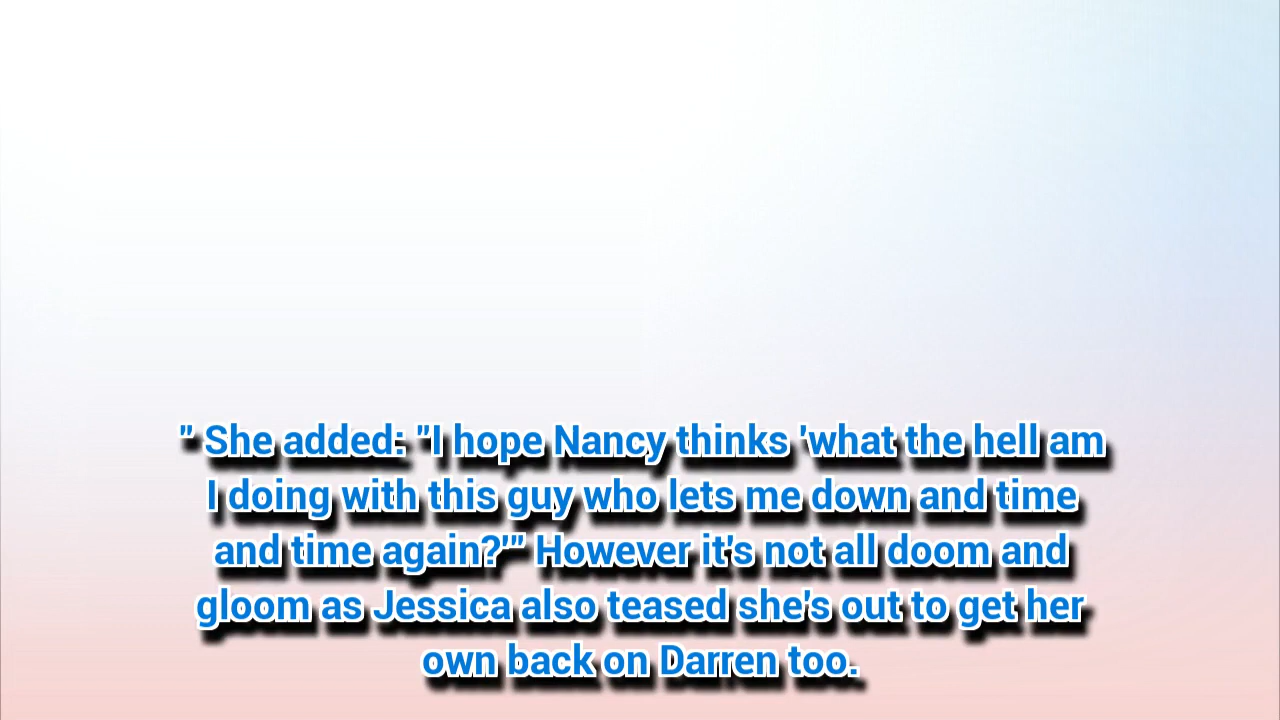 " She added: "I hope Nancy thinks 'what the hell am
I doing with this guy who lets me down and time
and time again?'" However it's not all doom and
gloom as Jessica also teased she's out to get her
own back on Darren too.